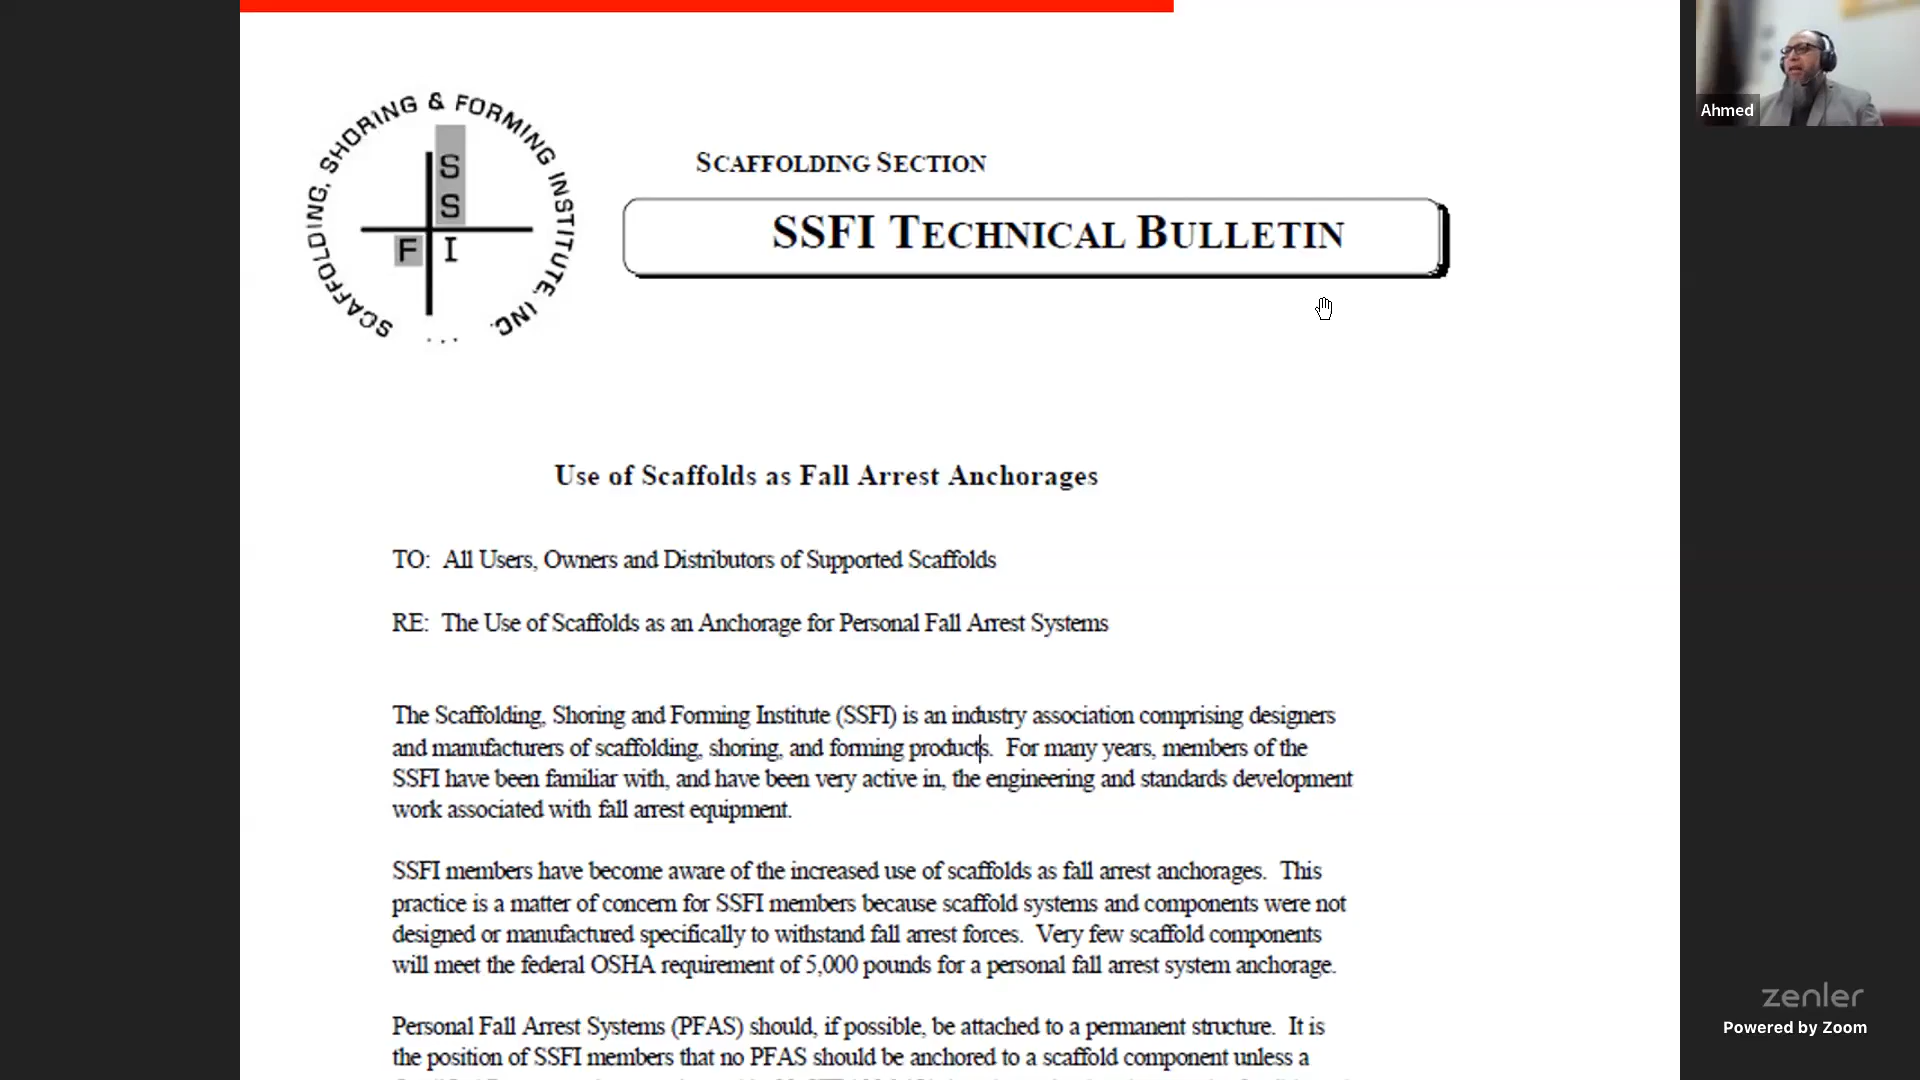 SCAFFOLDING, SHORING & FORMING INSTITUTE, INC.
S
S
F I
SCAFFOLDING SECTION
SSFI TECHNICAL BULLETIN
Use of Scaffolds as Fall Arrest Anchorages
TO: All Users, Owners and Distributors of Supported Scaffolds
RE: The Use of Scaffolds as an Anchorage for Personal Fall Arrest Systems
The Scaffolding, Shoring and Forming Institute (SSFI) is an industry association comprising designers
and manufacturers of scaffolding, shoring, and forming products. For many years, members of the
SSFI have been familiar with, and have been very active in, the engineering and standards development
work associated with fall arrest equipment.
SSFI members have become aware of the increased use of scaffolds as fall arrest anchorages. This
practice is a matter of concern for SSFI members because scaffold systems and components were not
designed or manufactured specifically to withstand fall arrest forces. Very few scaffold components
will meet the federal OSHA requirement of 5,000 pounds for a personal fall arrest system anchorage.
Personal Fall Arrest Systems (PFAS) should, if possible, be attached to a permanent structure. It is
the position of SSFI members that no PFAS should be anchored to a scaffold component unless a
Ahmed
zenler
Powered by Zoom